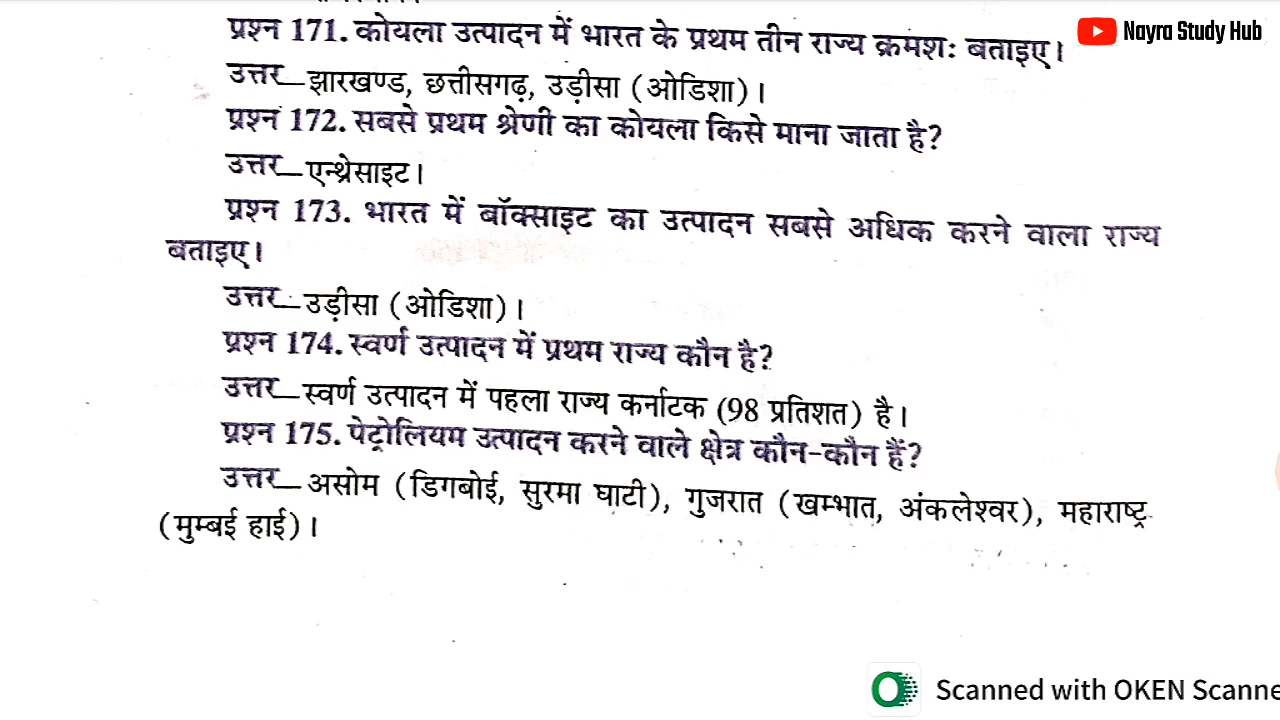 Nayra Study Hub
प्रश्न 171. कोयला उत्पादन में भारत के प्रथम तीन राज्य क्रमशः बताइए।
उत्तर—झारखण्ड, छत्तीसगढ़, उड़ीसा (ओडिशा)।
प्रश्न 172. सबसे प्रथम श्रेणी का कोयला किसे माना जाता है?
उत्तर—एन्थ्रेसाइट।
प्रश्न 173. भारत में बॉक्साइट का उत्पादन सबसे अधिक करने वाला राज्य
बताइए।
उत्तर—उड़ीसा (ओडिशा)।
प्रश्न 174. स्वर्ण उत्पादन में प्रथम राज्य कौन है?
उत्तर—स्वर्ण उत्पादन में पहला राज्य कर्नाटक (98 प्रतिशत) है।
प्रश्न 175. पेट्रोलियम उत्पादन करने वाले क्षेत्र कौन-कौन हैं?
उत्तर—असोम (डिगबोई, सुरमा घाटी), गुजरात (खम्भात, अंकलेश्वर), महाराष्ट्र
(मुम्बई हाई)।
Scanned with OKEN Scanne